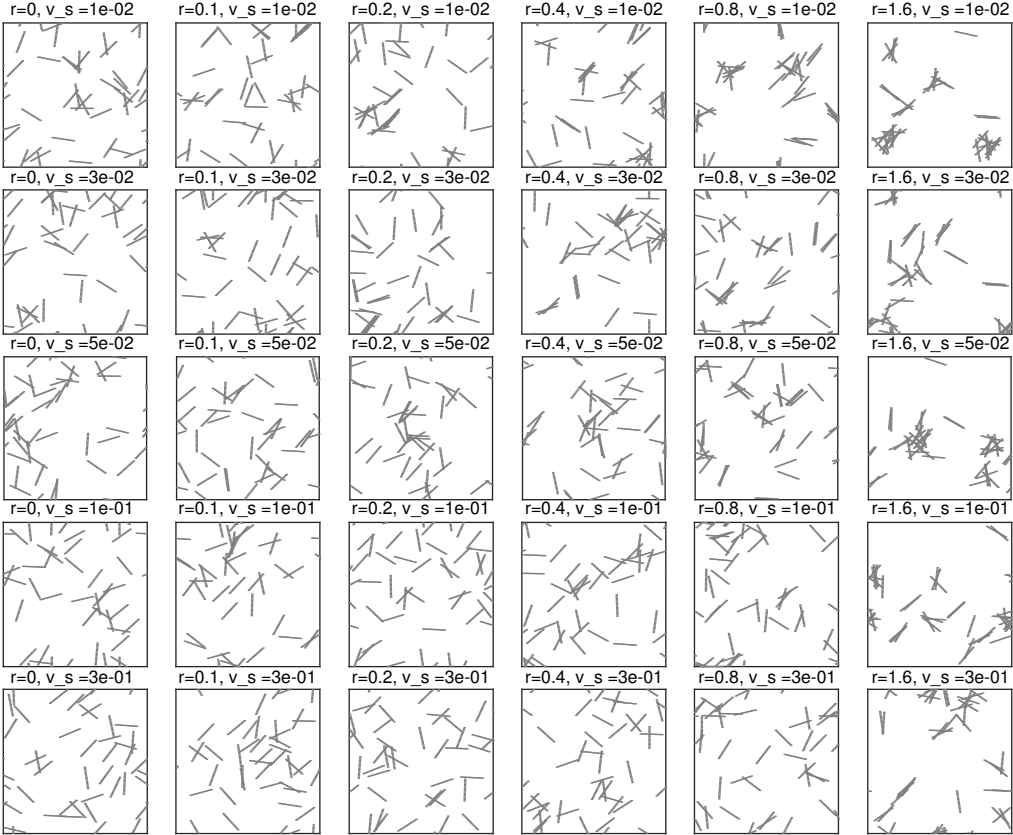 r=0, v_s =1e-02 r=0.1, v_s =1e-02 r=0.2, v_s =1e-02 r=0.4, v_s =1e-02 r=0.8, v_s =1e-02 r=1.6, v_s =1e-02
r=0, v_s =3e-02 r=0.1, v_s =3e-02 r=0.2, v_s =3e-02 r=0.4, v_s =3e-02 r=0.8, v_s =3e-02 r=1.6, v_s =3e-02
r=0, v_s =5e-02 r=0.1, v_s =5e-02 r=0.2, v_s =5e-02 r=0.4, v_s =5e-02 r=0.8, v_s =5e-02 r=1.6, v_s =5e-02
r=0, v_s =1e-01 r=0.1, v_s =1e-01 r=0.2, v_s =1e-01 r=0.4, v_s =1e-01 r=0.8, v_s =1e-01 r=1.6, v_s =1e-01
r=0, v_s =3e-01 r=0.1, v_s =3e-01 r=0.2, v_s =3e-01 r=0.4, v_s =3e-01 r=0.8, v_s =3e-01 r=1.6, v_s =3e-01